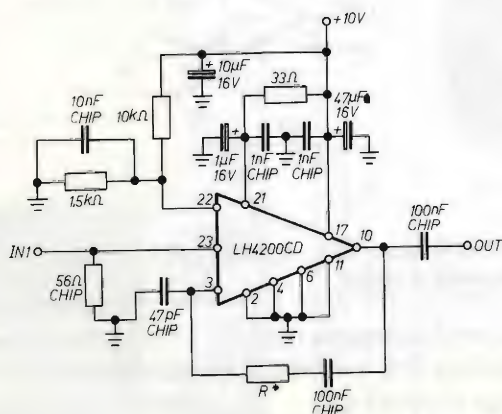 +10V
+
10µF
16V
33Ω
47µF
16V
+
10nF
CHIP
10kΩ
+
1µF
16V
1nF
CHIP
1nF
CHIP
100nF
CHIP
1.5kΩ
22
21
17
10
IN1
23
LH4200CD
OUT
56Ω
CHIP
3
2
4
6
11
47pF
CHIP
R*
100nF
CHIP